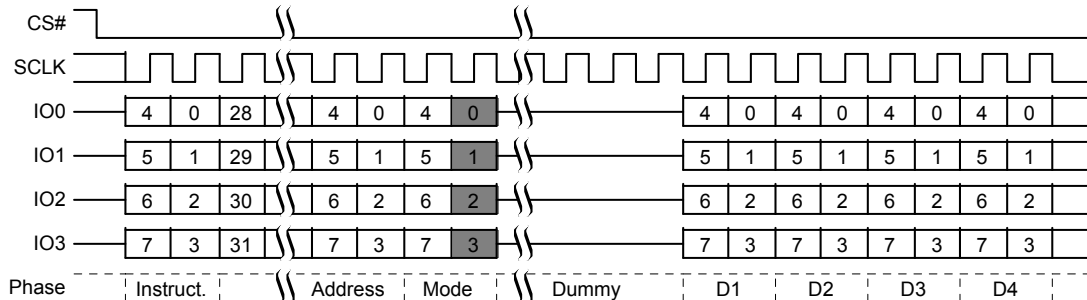 CS#
SCLK
IO0 4 0 28 4 0 4 0 4 0 4 0 4 0 4 0
IO1 5 1 29 5 1 5 1 5 1 5 1 5 1 5 1
IO2 6 2 30 6 2 6 2 6 2 6 2 6 2 6 2
IO3 7 3 31 7 3 7 3 7 3 7 3 7 3 7 3
Phase Instruct. Address Mode Dummy D1 D2 D3 D4